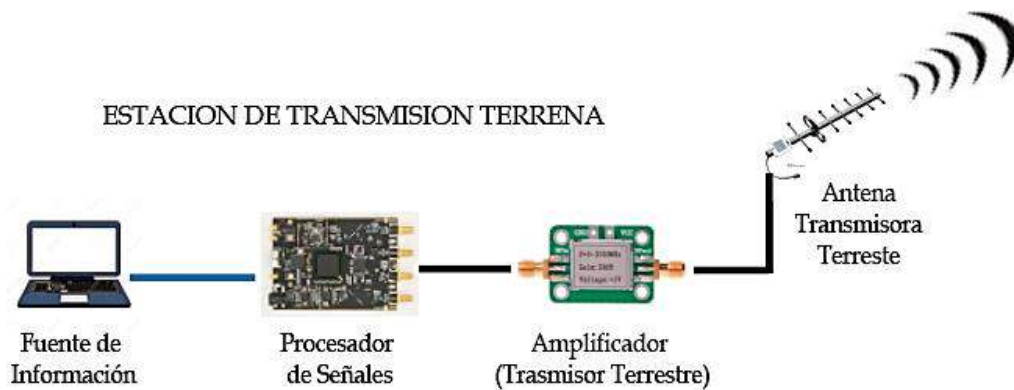 ESTACION DE TRANSMISION TERRENA
Antena
Transmisora
Terreste
Fuente de
Información
Procesador
de Señales
Amplificador
(Trasmisor Terrestre)